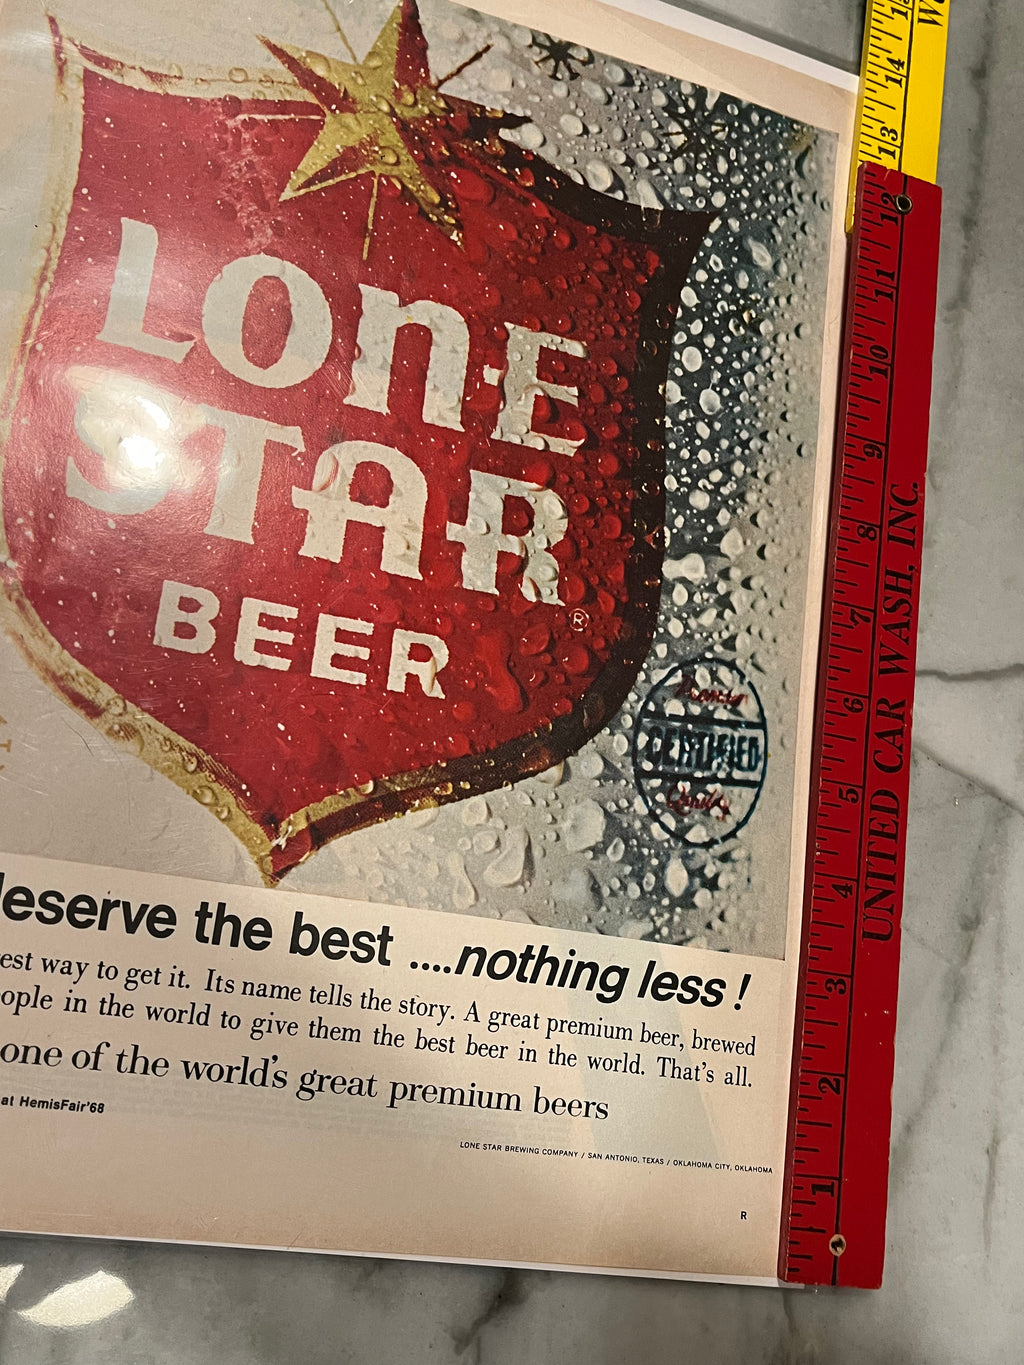 LONE
STAR
BEER
®
CERTIFIED
Quality
deserve the best ....nothing less!
est way to get it. Its name tells the story. A great premium beer, brewed
ople in the world to give them the best beer in the world. That's all.
one of the world's great premium beers
at HemisFair'68
LONE STAR BREWING COMPANY / SAN ANTONIO, TEXAS / OKLAHOMA CITY, OKLAHOMA
R
UNITED CAR WASH, INC.
1
2
3
4
5
6
7
8
9
10
11
12
13
14